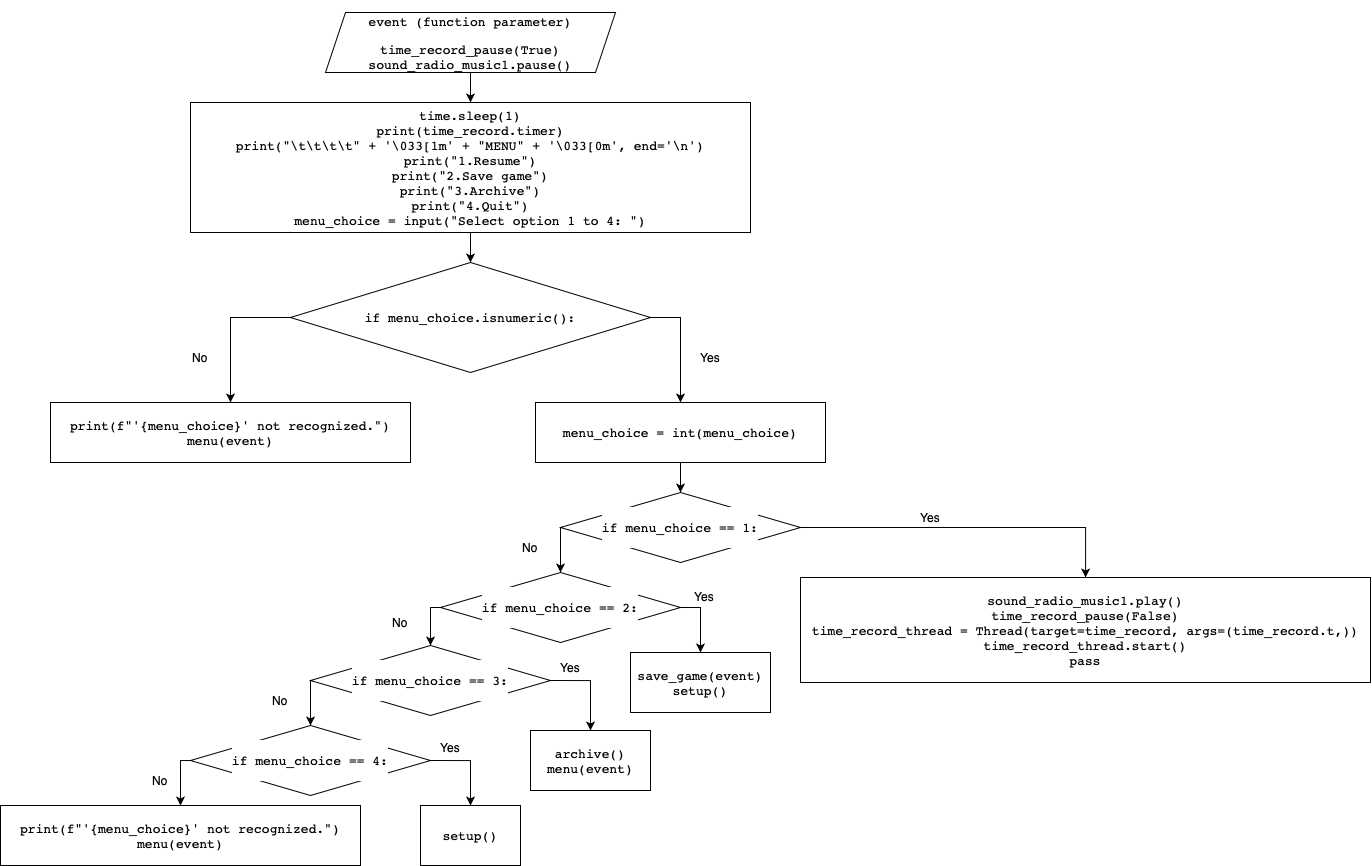 event (function parameter)
time_record_pause(True)
sound_radio_music1.pause()
time.sleep(1)
print(time_record.timer)
print("\t\t\t\t" + '\033[1m' + "MENU" + '\033[0m', end='\n')
print("1.Resume")
print("2.Save game")
print("3.Archive")
print("4.Quit")
menu_choice = input("Select option 1 to 4: ")
if menu_choice.isnumeric():
No
Yes
print(f"'{menu_choice}' not recognized.")
menu(event)
menu_choice = int(menu_choice)
if menu_choice == 1:
Yes
No
sound_radio_music1.play()
time_record_pause(False)
time_record_thread = Thread(target=time_record, args=(time_record.t,))
time_record_thread.start()
pass
if menu_choice == 2:
Yes
No
save_game(event)
setup()
if menu_choice == 3:
Yes
No
archive()
menu(event)
if menu_choice == 4:
Yes
No
print(f"'{menu_choice}' not recognized.")
menu(event)
setup()